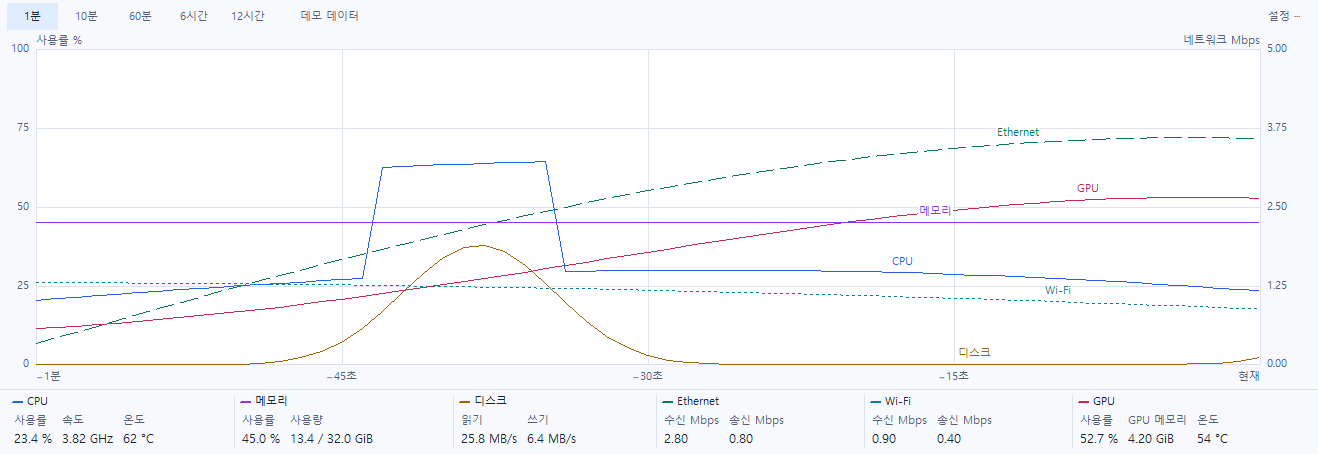 1분 10분 60분 6시간 12시간 데모 데이터 설정 ···
사용률 % 네트워크 Mbps
100 5.00
75 Ethernet 3.75
GPU
50 메모리 2.50
CPU
25 Wi-Fi 1.25
디스크
0 0.00
−1분 −45초 −30초 −15초 현재
CPU 메모리 디스크 Ethernet Wi-Fi GPU
사용률 속도 온도 사용률 사용량 읽기 쓰기 수신 Mbps 송신 Mbps 수신 Mbps 송신 Mbps 사용률 GPU 메모리 온도
23.4 % 3.82 GHz 62 °C 45.0 % 13.4 / 32.0 GiB 25.8 MB/s 6.4 MB/s 2.80 0.80 0.90 0.40 52.7 % 4.20 GiB 54 °C